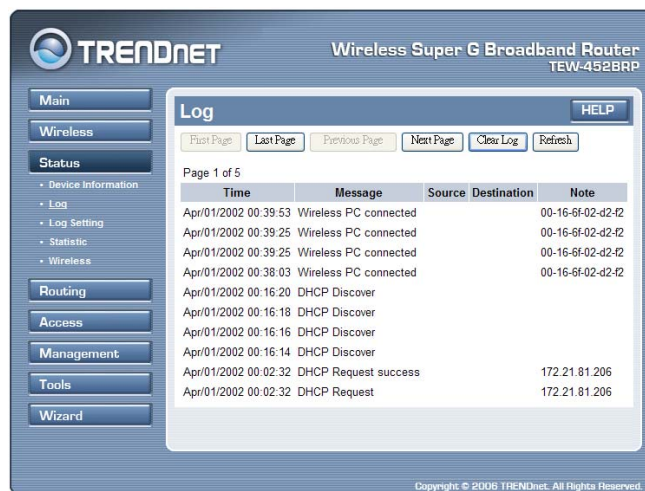 TRENDNET
Wireless Super G Broadband Router
TEW-452BRP
Main
Wireless
Status
• Device Information
• Log
• Log Setting
• Statistic
• Wireless
Routing
Access
Management
Tools
Wizard
Log
HELP
First Page Last Page Previous Page Next Page Clear Log Refresh
Page 1 of 5
Time Message Source Destination Note
Apr/01/2002 00:39:53 Wireless PC connected 00-16-6f-02-d2-f2
Apr/01/2002 00:39:25 Wireless PC connected 00-16-6f-02-d2-f2
Apr/01/2002 00:39:25 Wireless PC connected 00-16-6f-02-d2-f2
Apr/01/2002 00:38:03 Wireless PC connected 00-16-6f-02-d2-f2
Apr/01/2002 00:16:20 DHCP Discover
Apr/01/2002 00:16:18 DHCP Discover
Apr/01/2002 00:16:16 DHCP Discover
Apr/01/2002 00:16:14 DHCP Discover
Apr/01/2002 00:02:32 DHCP Request success 172.21.81.206
Apr/01/2002 00:02:32 DHCP Request 172.21.81.206
Copyright © 2006 TRENDnet. All Rights Reserved.